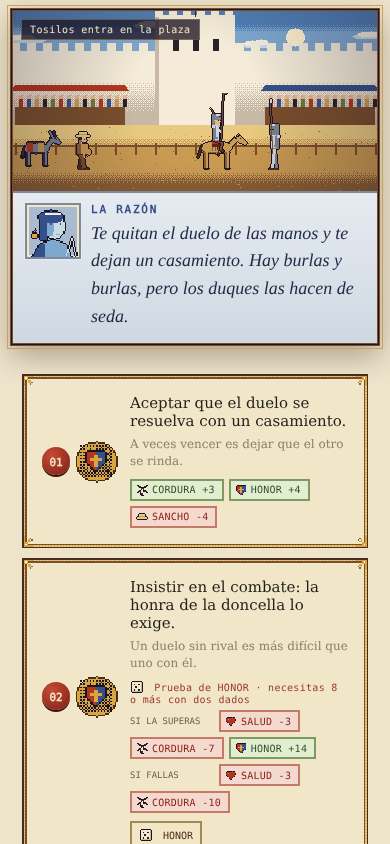 Tosilos entra en la plaza
LA RAZÓN
Te quitan el duelo de las manos y te
dejan un casamiento. Hay burlas y
burlas, pero los duques las hacen de
seda.
01
Aceptar que el duelo se
resuelva con un casamiento.
A veces vencer es dejar que el otro
se rinda.
CORDURA +3 HONOR +4
SANCHO -4
02
Insistir en el combate: la
honra de la doncella lo
exige.
Un duelo sin rival es más difícil que
uno con él.
Prueba de HONOR · necesitas 8
o más con dos dados
SI LA SUPERAS SALUD -3
CORDURA -7 HONOR +14
SI FALLAS SALUD -3
CORDURA -10
HONOR